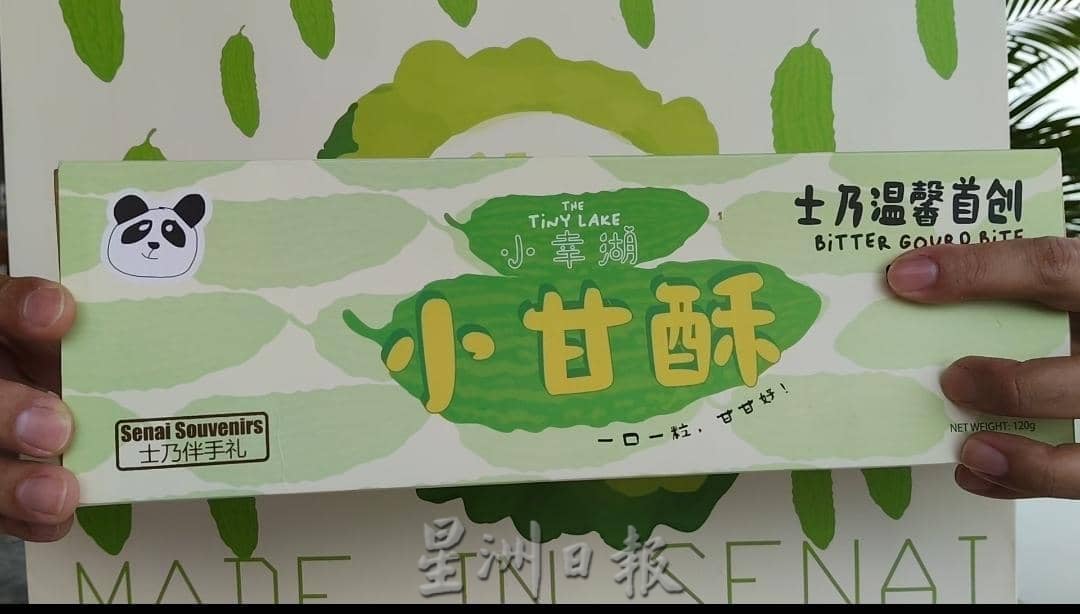 THE
TiNY LAKE
小幸湖
小甘酥
一口一粒，甘甘好！
士乃温馨首创
BiTTER GOURD BiTE
Senai Souvenirs
士乃伴手礼
NET WEIGHT: 120g
MADE IN SENAI
星洲日報